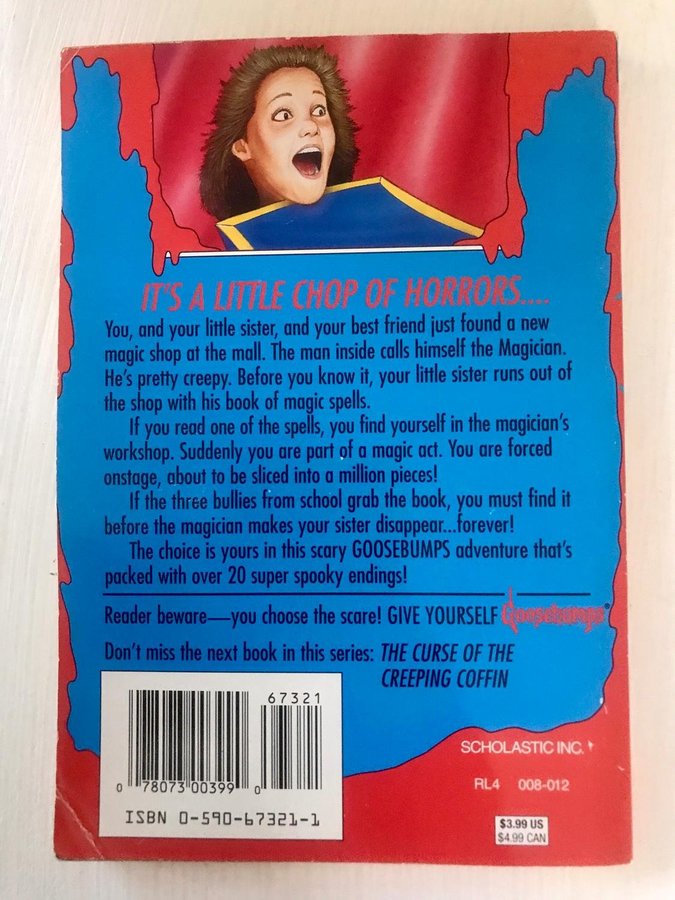 IT'S A LITTLE CHOP OF HORRORS....
You, and your little sister, and your best friend just found a new
magic shop at the mall. The man inside calls himself the Magician.
He's pretty creepy. Before you know it, your little sister runs out of
the shop with his book of magic spells.
If you read one of the spells, you find yourself in the magician's
workshop. Suddenly you are part of a magic act. You are forced
onstage, about to be sliced into a million pieces!
If the three bullies from school grab the book, you must find it
before the magician makes your sister disappear...forever!
The choice is yours in this scary GOOSEBUMPS adventure that's
packed with over 20 super spooky endings!
Reader beware—you choose the scare! GIVE YOURSELF Goosebumps®
Don't miss the next book in this series: THE CURSE OF THE
CREEPING COFFIN
67321
0 78073 00399 0
ISBN 0-590-67321-1
SCHOLASTIC INC.
RL4 008-012
$3.99 US
$4.99 CAN